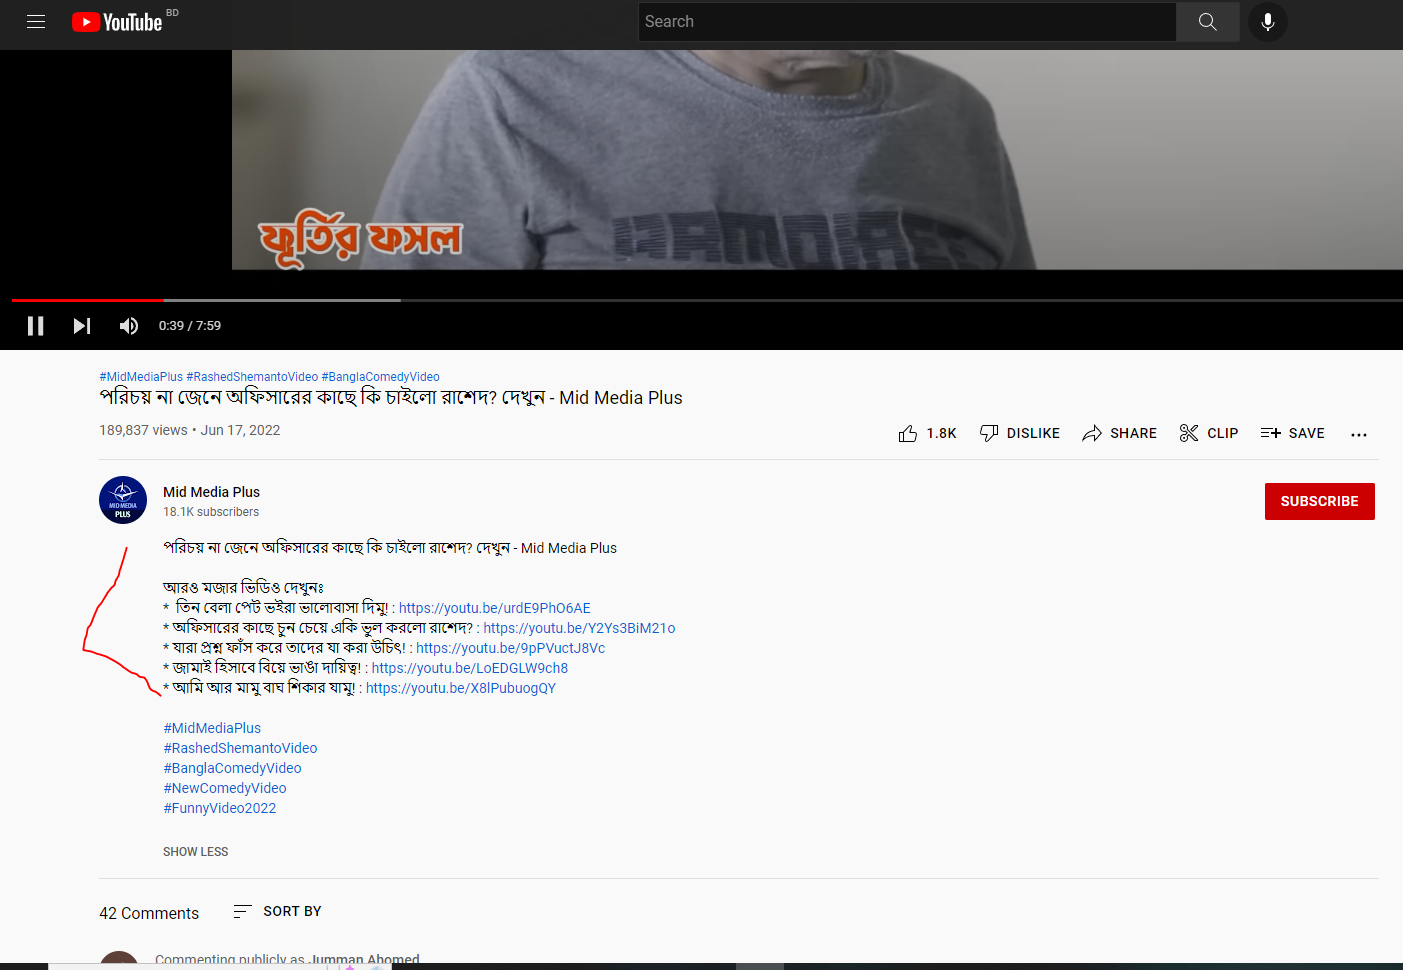 YouTube BD
Search
ফূর্তির ফসল
0:39 / 7:59
#MidMediaPlus #RashedShemantoVideo #BanglaComedyVideo
পরিচয় না জেনে অফিসারের কাছে কি চাইলো রাশেদ? দেখুন - Mid Media Plus
189,837 views • Jun 17, 2022
1.8K DISLIKE SHARE CLIP SAVE
MID MEDIA
PLUS
Mid Media Plus
18.1K subscribers
SUBSCRIBE
পরিচয় না জেনে অফিসারের কাছে কি চাইলো রাশেদ? দেখুন - Mid Media Plus
আরও মজার ভিডিও দেখুনঃ
* তিন বেলা পেট ভইরা ভালোবাসা দিমু! : https://youtu.be/urdE9PhO6AE
* অফিসারের কাছে চুন চেয়ে একি ভুল করলো রাশেদ? : https://youtu.be/Y2Ys3BiM21o
* যারা প্রশ্ন ফাঁস করে তাদের যা করা উচিৎ! : https://youtu.be/9pPVuctJ8Vc
* জামাই হিসাবে বিয়ে ভাঙা দায়িত্ব! : https://youtu.be/LoEDGLW9ch8
* আমি আর মামু বাঘ শিকার যামু! : https://youtu.be/X8lPubuogQY
#MidMediaPlus
#RashedShemantoVideo
#BanglaComedyVideo
#NewComedyVideo
#FunnyVideo2022
SHOW LESS
42 Comments SORT BY
Commenting publicly as Jumman Ahomed